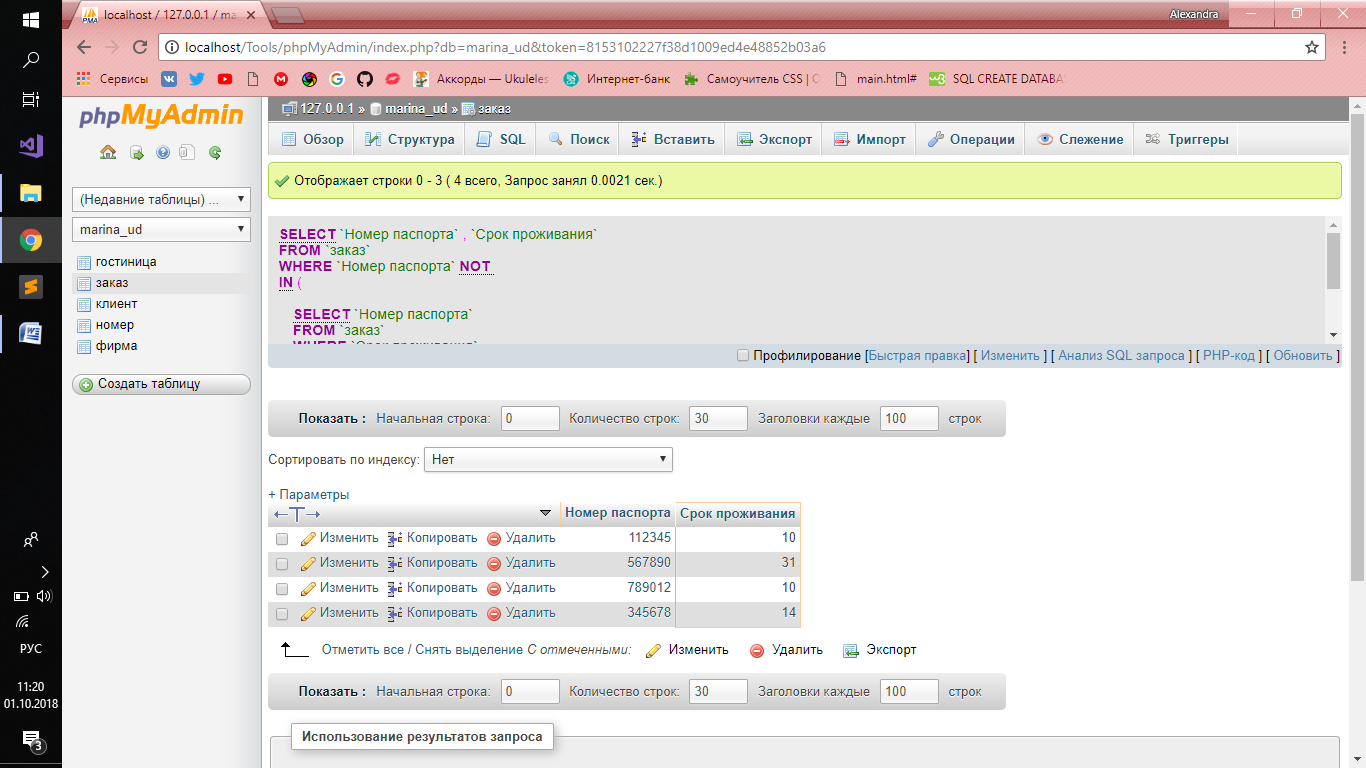 localhost / 127.0.0.1 / ma
Alexandra
localhost/Tools/phpMyAdmin/index.php?db=marina_ud&token=8153102227f38d1009ed4e48852b03a6
Сервисы
Аккорды — Ukuleles
Интернет-банк
Самоучитель CSS | C
main.html#
SQL CREATE DATABA
phpMyAdmin
(Недавние таблицы) ...
marina_ud
гостиница
заказ
клиент
номер
фирма
Создать таблицу
127.0.0.1 » marina_ud » заказ
Обзор Структура SQL Поиск Вставить Экспорт Импорт Операции Слежение Триггеры
Отображает строки 0 - 3 ( 4 всего, Запрос занял 0.0021 сек.)
SELECT `Номер паспорта` , `Срок проживания`
FROM `заказ`
WHERE `Номер паспорта` NOT
IN (
SELECT `Номер паспорта`
FROM `заказ`
WHERE `Срок проживания`
Профилирование [Быстрая правка] [ Изменить ] [ Анализ SQL запроса ] [ PHP-код ] [ Обновить ]
Показать : Начальная строка: 0 Количество строк: 30 Заголовки каждые 100 строк
Сортировать по индексу: Нет
+ Параметры
←T→ Номер паспорта Срок проживания
Изменить Копировать Удалить 112345 10
Изменить Копировать Удалить 567890 31
Изменить Копировать Удалить 789012 10
Изменить Копировать Удалить 345678 14
Отметить все / Снять выделение С отмеченными: Изменить Удалить Экспорт
Показать : Начальная строка: 0 Количество строк: 30 Заголовки каждые 100 строк
Использование результатов запроса
РУС
11:20
01.10.2018
3